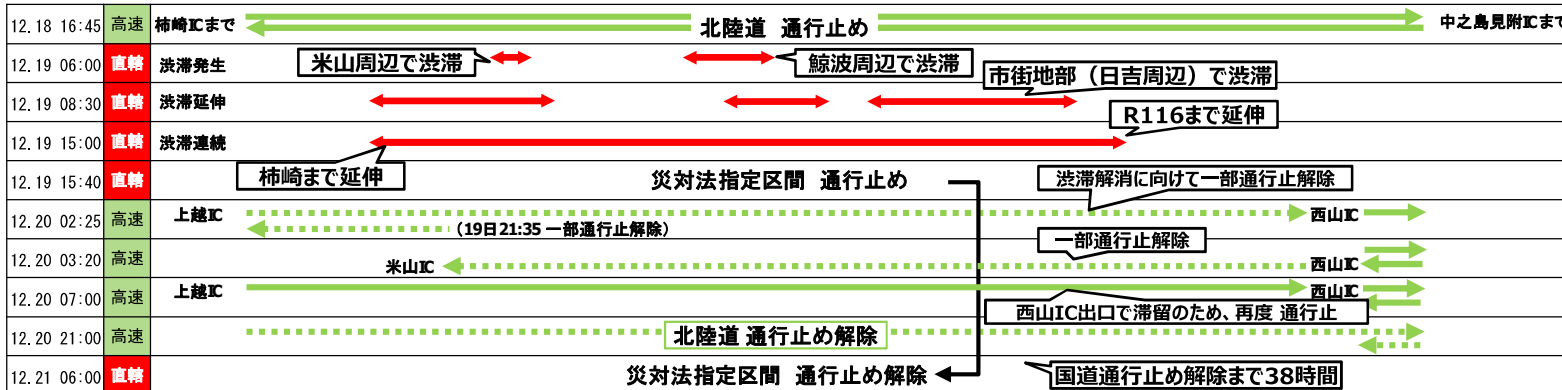 12.18 16:45 高速 柿崎ICまで 北陸道 通行止め 中之島見附ICまで
12.19 06:00 直轄 渋滞発生 米山周辺で渋滞 鯨波周辺で渋滞
12.19 08:30 直轄 渋滞延伸 市街地部（日吉周辺）で渋滞
12.19 15:00 直轄 渋滞連続 R116まで延伸
柿崎まで延伸
12.19 15:40 直轄 災対法指定区間 通行止め 渋滞解消に向けて一部通行止解除
12.20 02:25 高速 上越IC 西山IC
（19日21:35 一部通行止解除）
12.20 03:20 高速 米山IC 一部通行止解除 西山IC
12.20 07:00 高速 上越IC 西山IC
西山IC出口で滞留のため、再度 通行止
12.20 21:00 高速 北陸道 通行止め解除
12.21 06:00 直轄 災対法指定区間 通行止め解除 国道通行止め解除まで38時間